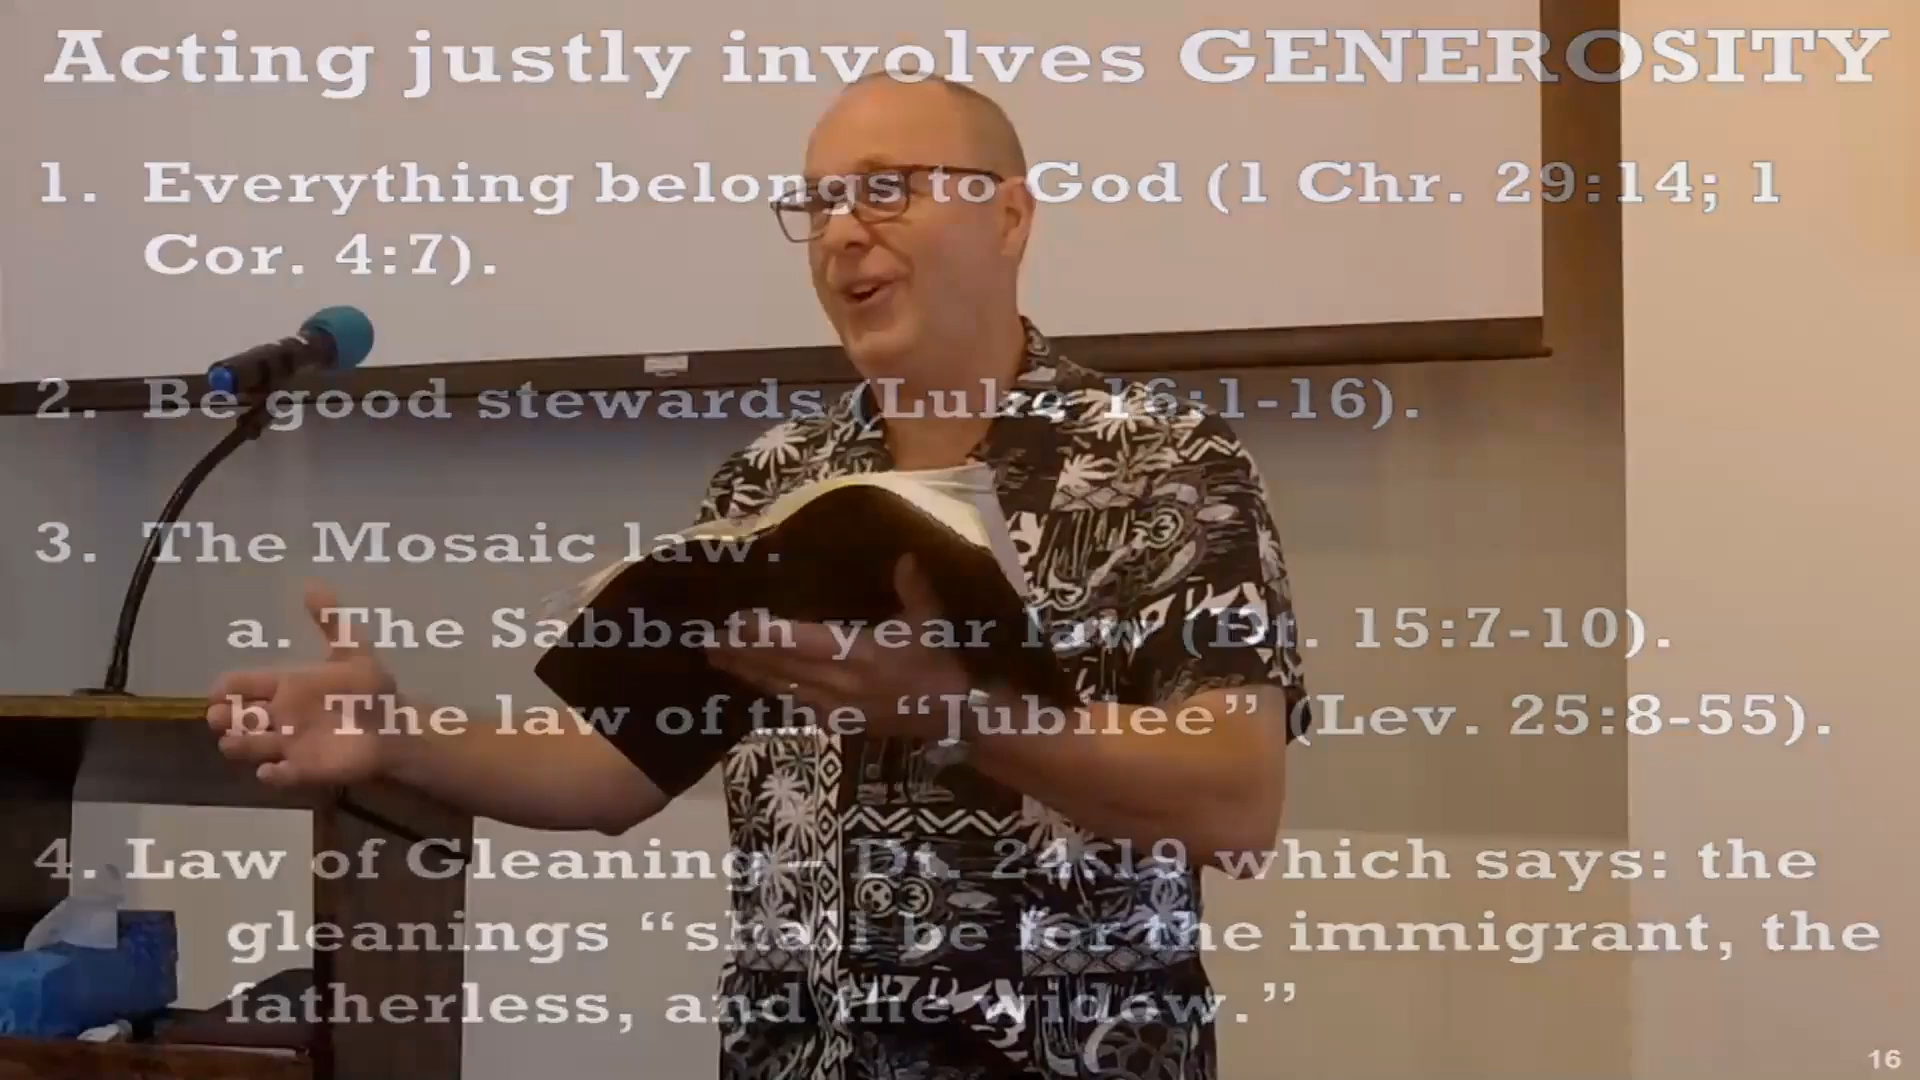 Acting justly involves GENEROSITY
1. Everything belongs to God (1 Chr. 29:14; 1
Cor. 4:7).
2. Be good stewards (Luke 16:1-16).
3. The Mosaic law.
a. The Sabbath year law (Dt. 15:7-10).
b. The law of the “Jubilee” (Lev. 25:8-55).
4. Law of Gleaning– Dt. 24:19 which says: the
gleanings “shall be for the immigrant, the
fatherless, and the widow.”
16